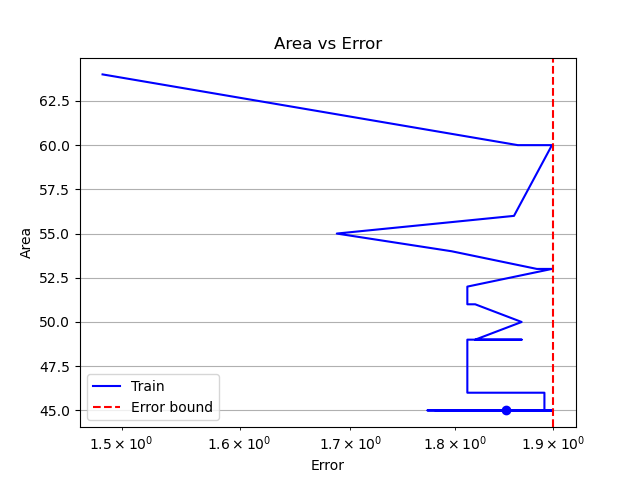 Area vs Error
62.5
60.0
57.5
55.0
52.5
50.0
47.5
45.0
Area
Train
Error bound
1.5 × 10⁰
1.6 × 10⁰
1.7 × 10⁰
1.8 × 10⁰
1.9 × 10⁰
Error